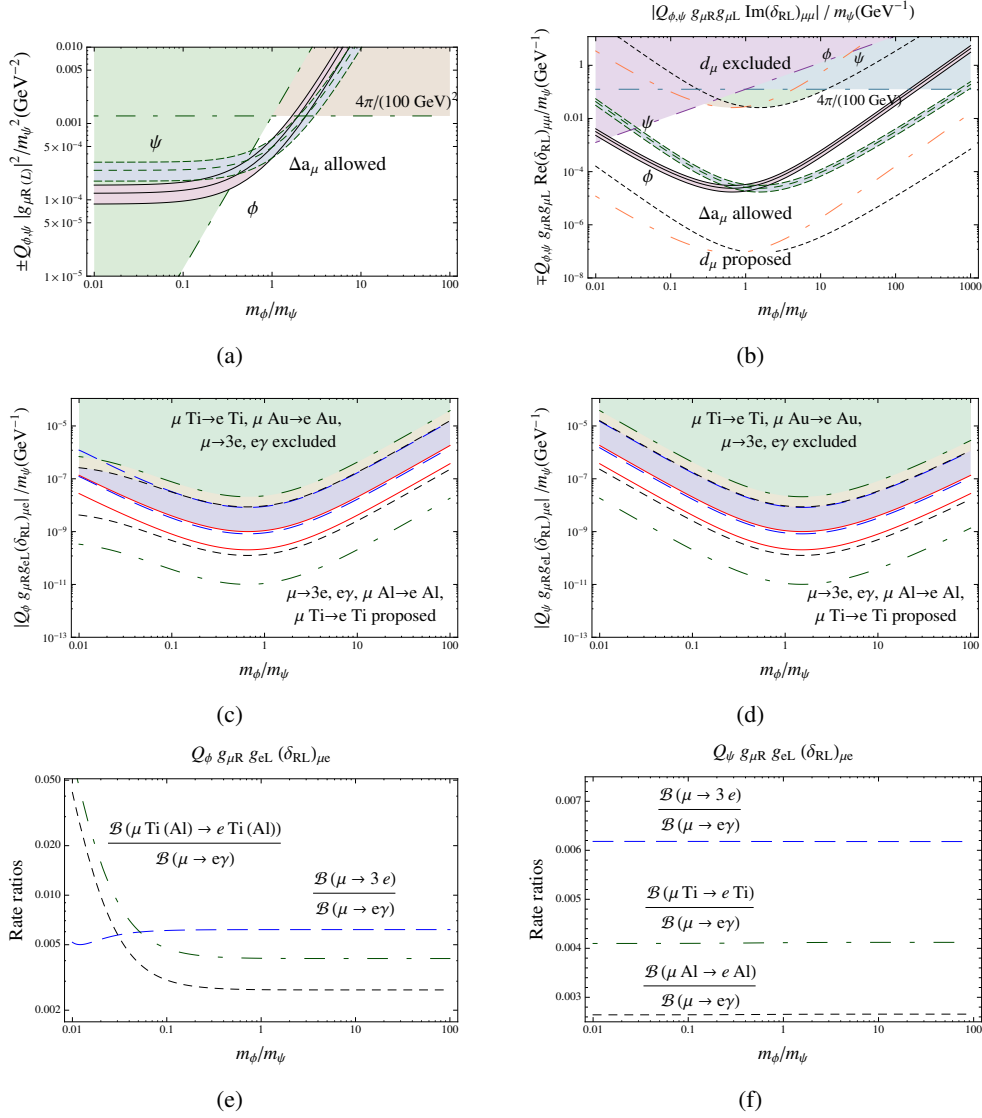 0.010
0.005
0.001
5×10⁻⁴
1×10⁻⁴
5×10⁻⁵
1×10⁻⁵
±Q_{ϕ,ψ} |g_{μR (L)}|²/m_ψ² (GeV⁻²)
4π/(100 GeV)²
ψ
Δa_μ allowed
ϕ
0.01 0.1 1 10 100
m_ϕ/m_ψ
(a)
|Q_{ϕ,ψ} g_{μR} g_{μL} Im(δ_{RL})_{μμ}| / m_ψ(GeV⁻¹)
1
0.01
10⁻⁴
10⁻⁶
10⁻⁸
∓Q_{ϕ,ψ} g_{μR} g_{μL} Re(δ_{RL})_{μμ}/m_ψ(GeV⁻¹)
d_μ excluded
ϕ
ψ
4π/(100 GeV)
ψ
ϕ
Δa_μ allowed
d_μ proposed
0.01 0.1 1 10 100 1000
m_ϕ/m_ψ
(b)
10⁻⁵
10⁻⁷
10⁻⁹
10⁻¹¹
10⁻¹³
|Q_ϕ g_{μR} g_{eL}(δ_{RL})_{μe}| / m_ψ(GeV⁻¹)
μ Ti→e Ti, μ Au→e Au,
μ→3e, eγ excluded
μ→3e, eγ, μ Al→e Al,
μ Ti→e Ti proposed
0.01 0.1 1 10 100
m_ϕ/m_ψ
(c)
10⁻⁵
10⁻⁷
10⁻⁹
10⁻¹¹
10⁻¹³
|Q_ψ g_{μR} g_{eL}(δ_{RL})_{μe}| / m_ψ(GeV⁻¹)
μ Ti→e Ti, μ Au→e Au,
μ→3e, eγ excluded
μ→3e, eγ, μ Al→e Al,
μ Ti→e Ti proposed
0.01 0.1 1 10 100
m_ϕ/m_ψ
(d)
Q_ϕ g_{μR} g_{eL} (δ_{RL})_{μe}
0.050
0.020
0.010
0.005
0.002
Rate ratios
ℬ(μ Ti (Al) → e Ti (Al))
ℬ(μ → eγ)
ℬ(μ → 3 e)
ℬ(μ → eγ)
0.01 0.1 1 10 100
m_ϕ/m_ψ
(e)
Q_ψ g_{μR} g_{eL} (δ_{RL})_{μe}
0.007
0.006
0.005
0.004
0.003
Rate ratios
ℬ(μ → 3 e)
ℬ(μ → eγ)
ℬ(μ Ti → e Ti)
ℬ(μ → eγ)
ℬ(μ Al → e Al)
ℬ(μ → eγ)
0.01 0.1 1 10 100
m_ϕ/m_ψ
(f)